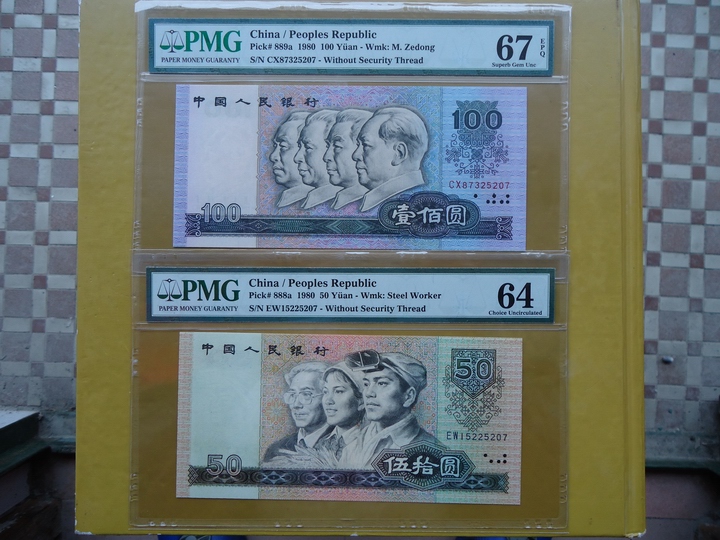 PMG
PAPER MONEY GUARANTY
China / Peoples Republic
Pick# 889a 1980 100 Yüan - Wmk: M. Zedong
S/N CX87325207 - Without Security Thread
67 EPQ
Superb Gem Unc
中国人民银行
100
CX87325207
100
壹佰圆
PMG
PAPER MONEY GUARANTY
China / Peoples Republic
Pick# 888a 1980 50 Yüan - Wmk: Steel Worker
S/N EW15225207 - Without Security Thread
64
Choice Uncirculated
中国人民银行
50
EW15225207
50
伍拾圆